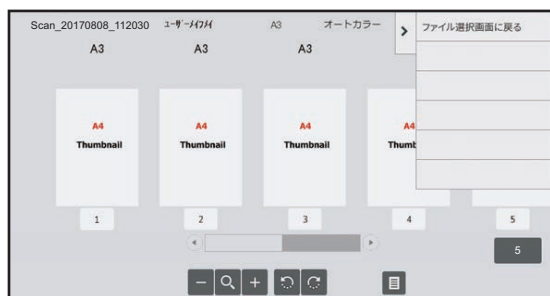 Scan_20170808_112030 ユーザーメイフメイ A3 オートカラー > ファイル選択画面に戻る
A3 A3 A3
A4 A4 A4 A4
Thumbnail Thumbnail Thumbnail Thumb
1 2 3 4 5
5